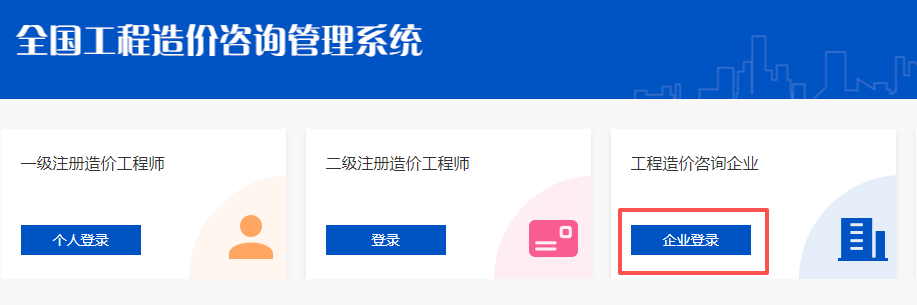 全国工程造价咨询管理系统
一级注册造价工程师
个人登录
二级注册造价工程师
登录
工程造价咨询企业
企业登录